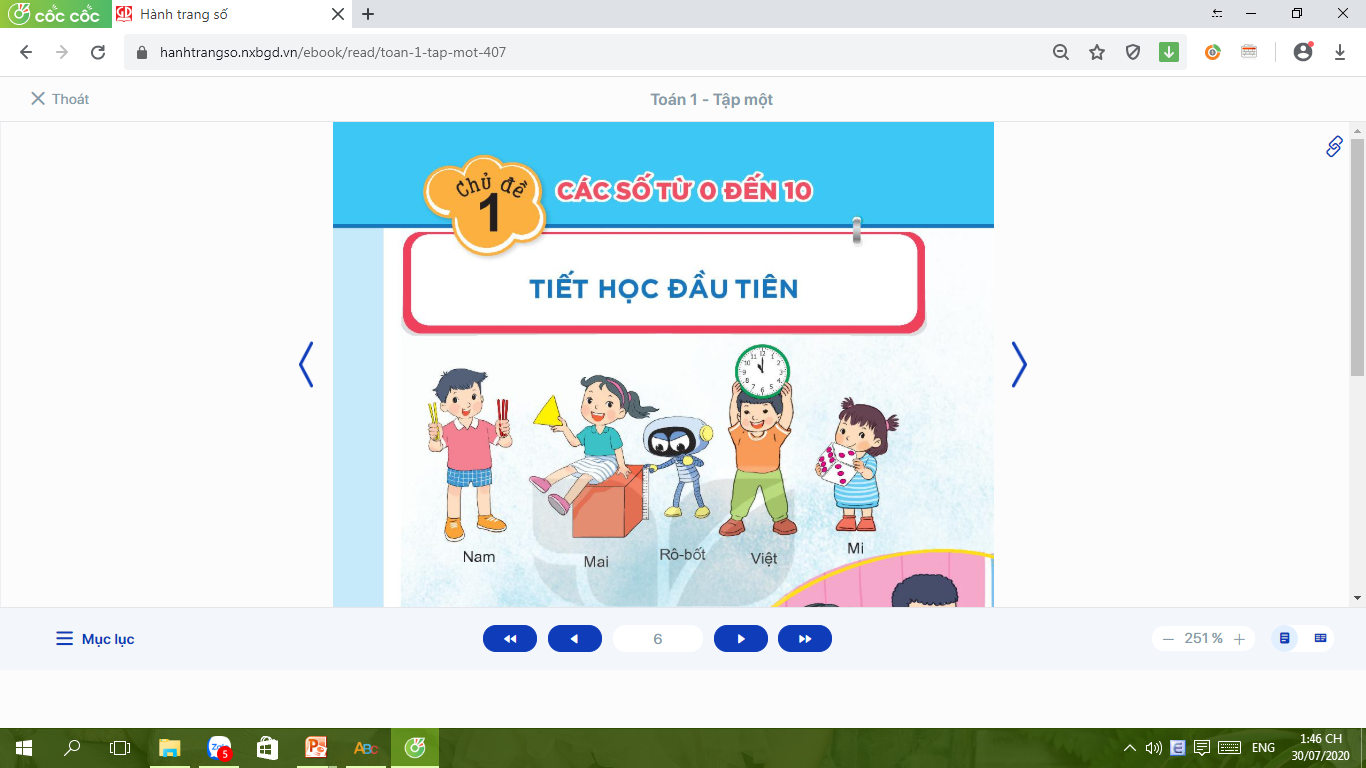 cốc cốc
Hành trang số
hanhtrangso.nxbgd.vn/ebook/read/toan-1-tap-mot-407
Thoát
Toán 1 - Tập một
Chủ đề
1
CÁC SỐ TỪ 0 ĐẾN 10
TIẾT HỌC ĐẦU TIÊN
Nam
Mai
Rô-bốt
Việt
Mi
Mục lục
6
251 %
5
ABC
ENG
1:46 CH
30/07/2020